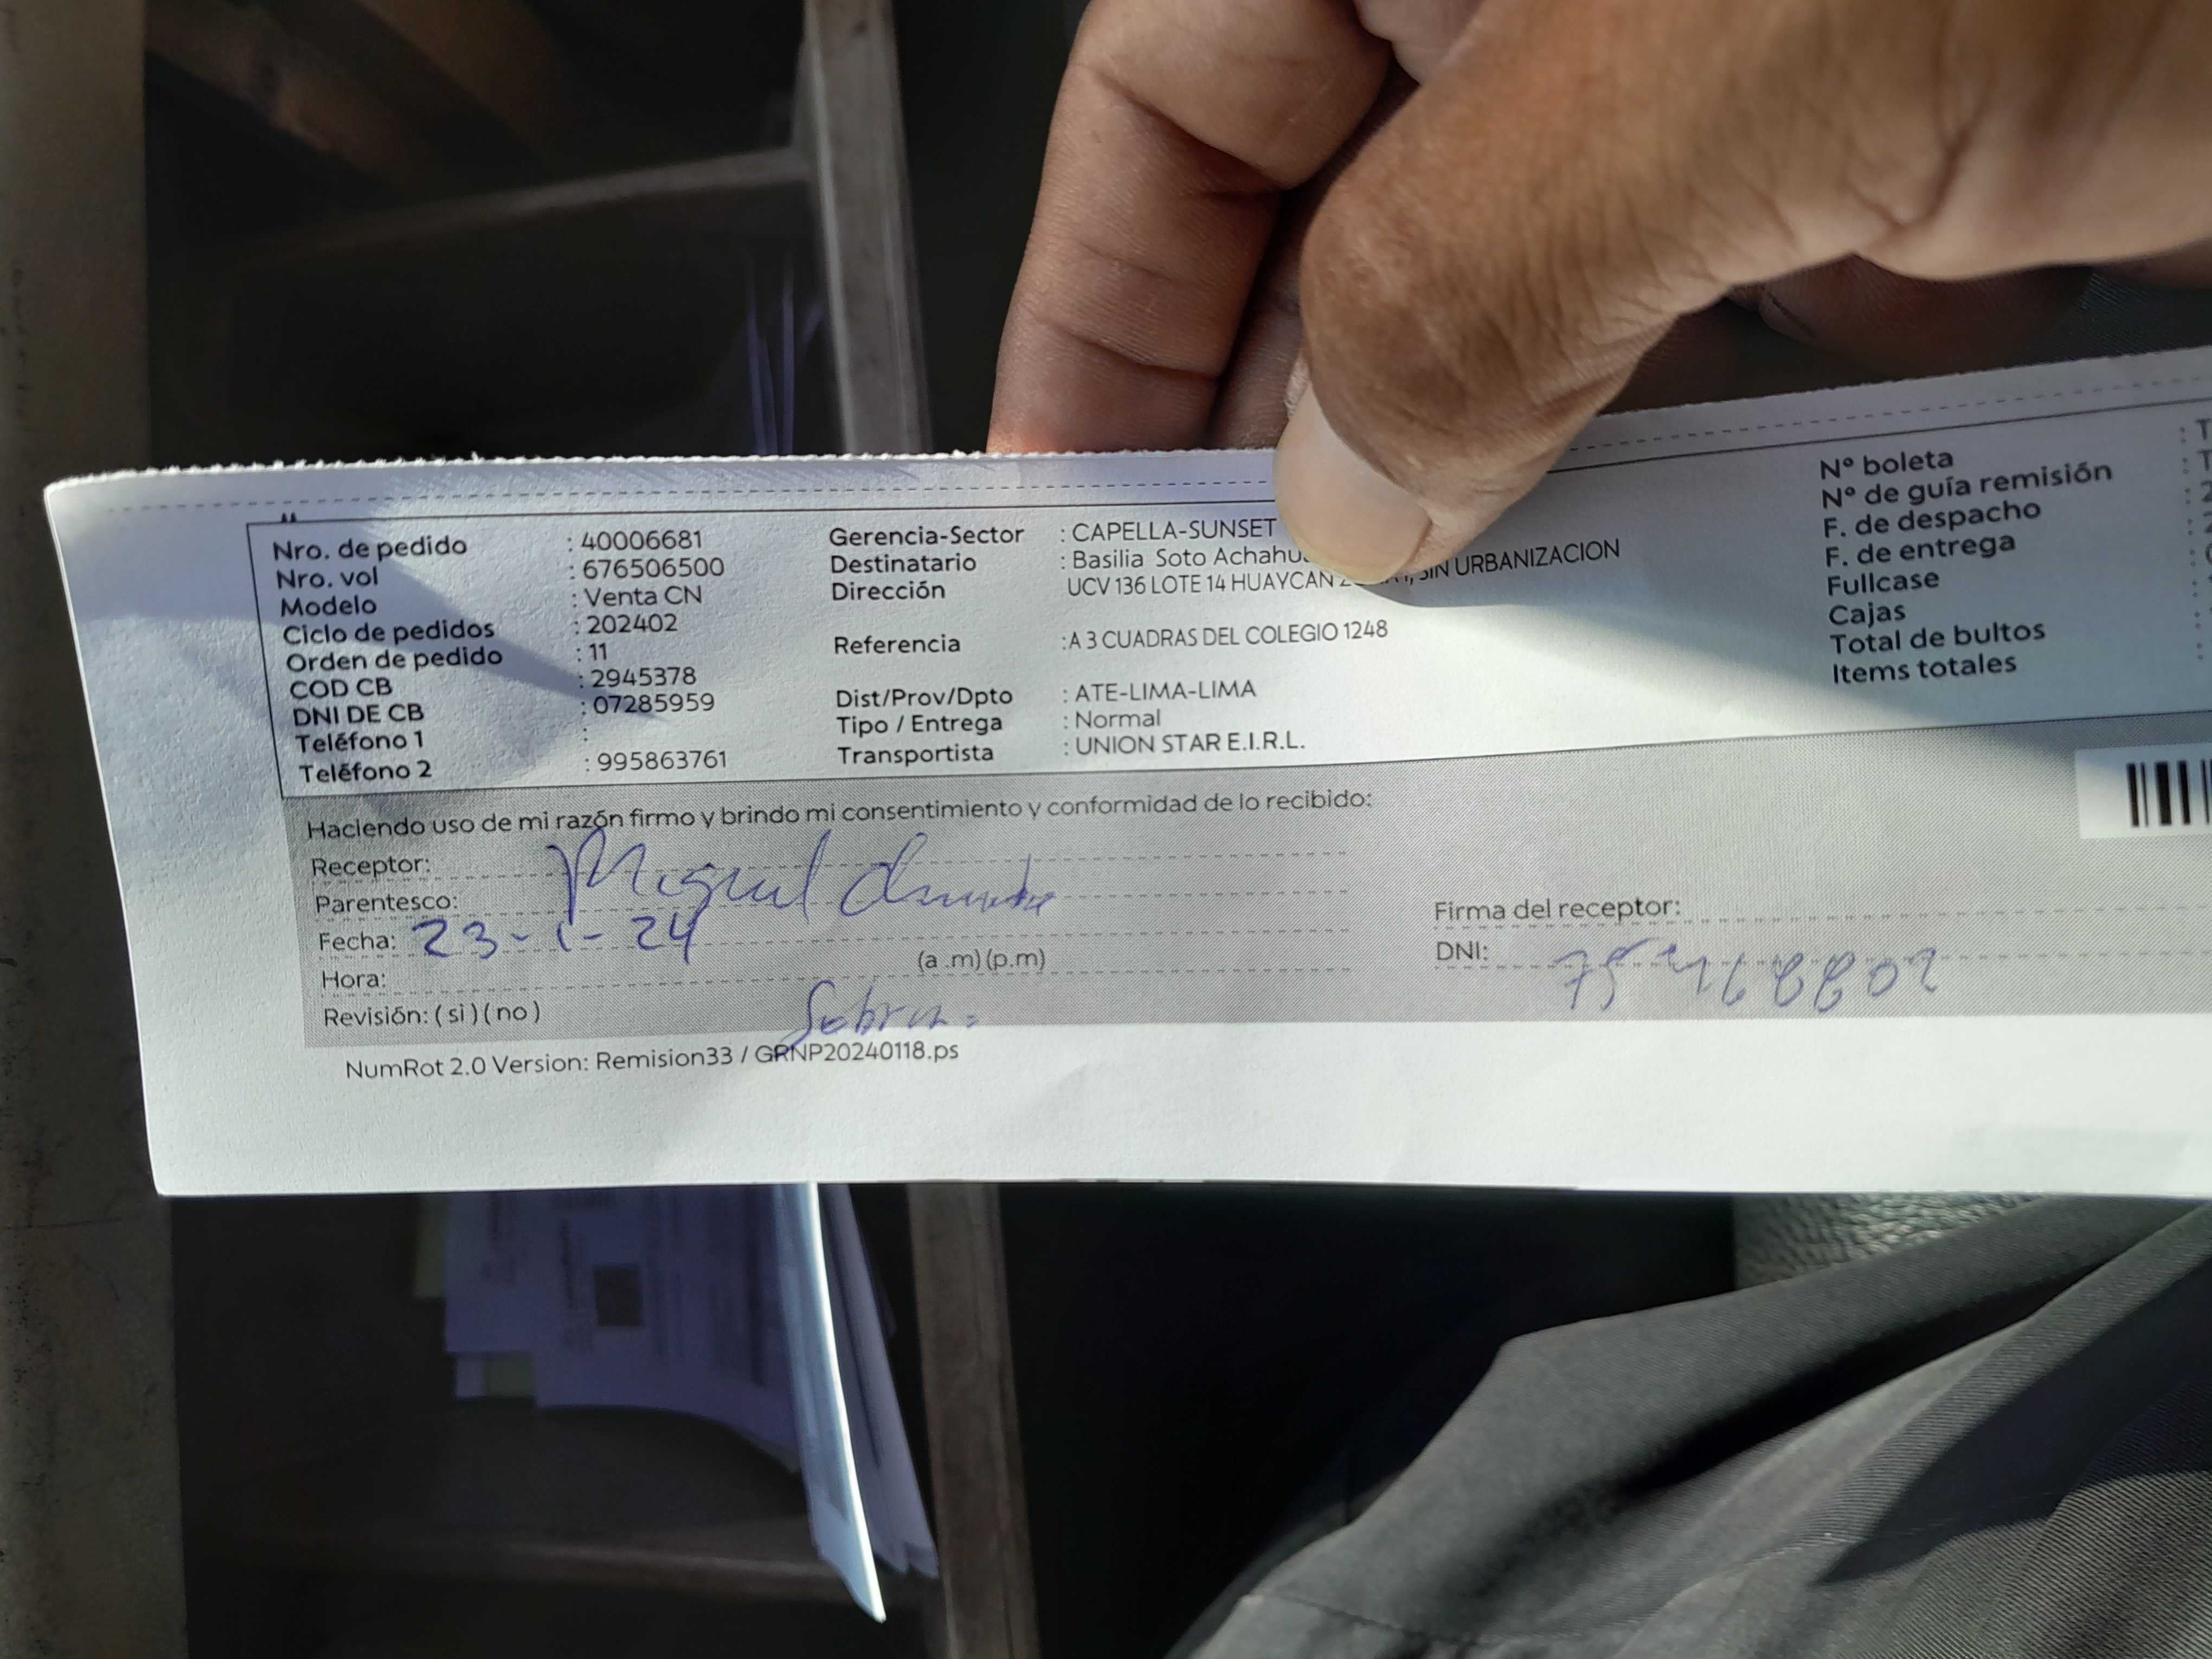 Nro. de pedido : 40006681
Nro. vol : 676506500
Modelo : Venta CN
Ciclo de pedidos : 202402
Orden de pedido : 11
COD CB : 2945378
DNI DE CB : 07285959
Teléfono 1 :
Teléfono 2 : 995863761
Gerencia-Sector : CAPELLA-SUNSET
Destinatario : Basilia Soto
Dirección UCV 136 LOTE 14 HUAYCAN SIN URBANIZACION
Referencia :A 3 CUADRAS DEL COLEGIO 1248
Dist/Prov/Dpto : ATE-LIMA-LIMA
Tipo / Entrega : Normal
Transportista : UNION STAR E.I.R.L.
Nº boleta
Nº de guía remisión
F. de despacho
F. de entrega
Fullcase
Cajas
Total de bultos
Items totales
Haciendo uso de mi razón firmo y brindo mi consentimiento y conformidad de lo recibido:
Receptor: Miguel
Parentesco:
Fecha: 23-1-24
Hora: (a .m) (p.m)
Revisión: ( si ) ( no )
Firma del receptor:
DNI:
NumRot 2.0 Version: Remision33 / GRNP20240118.ps